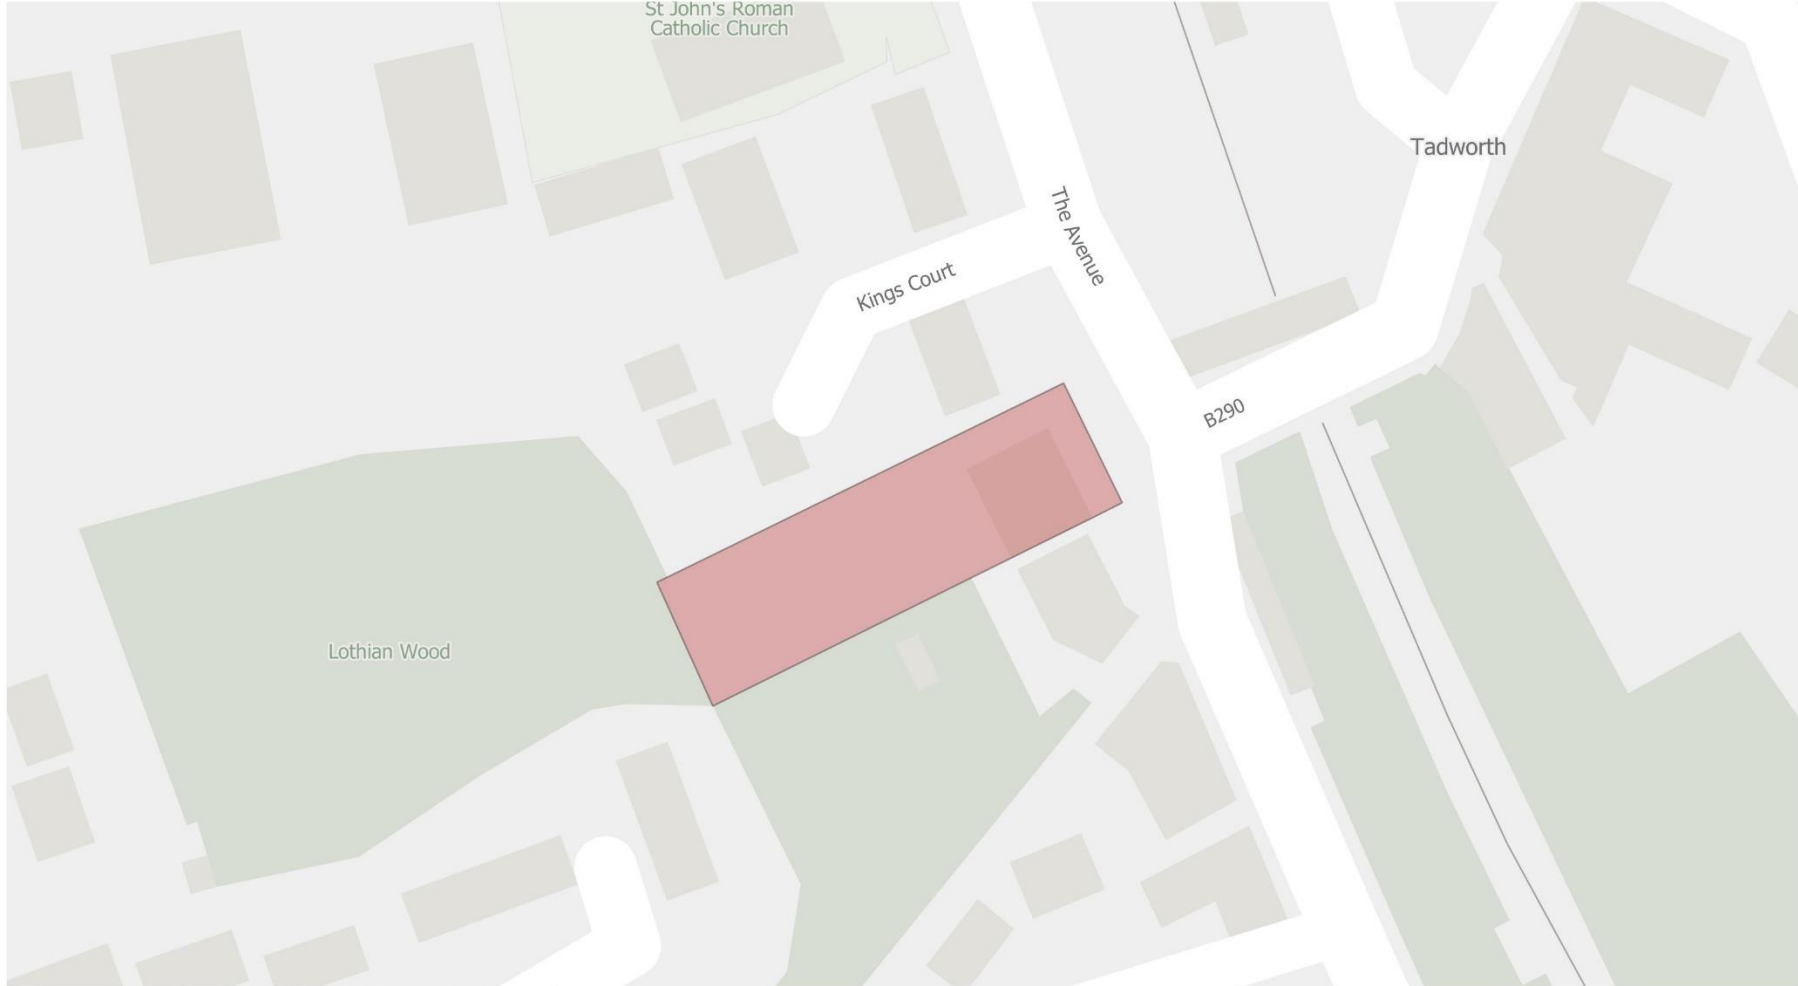 St John's Roman
Catholic Church
Tadworth
The Avenue
Kings Court
B290
Lothian Wood